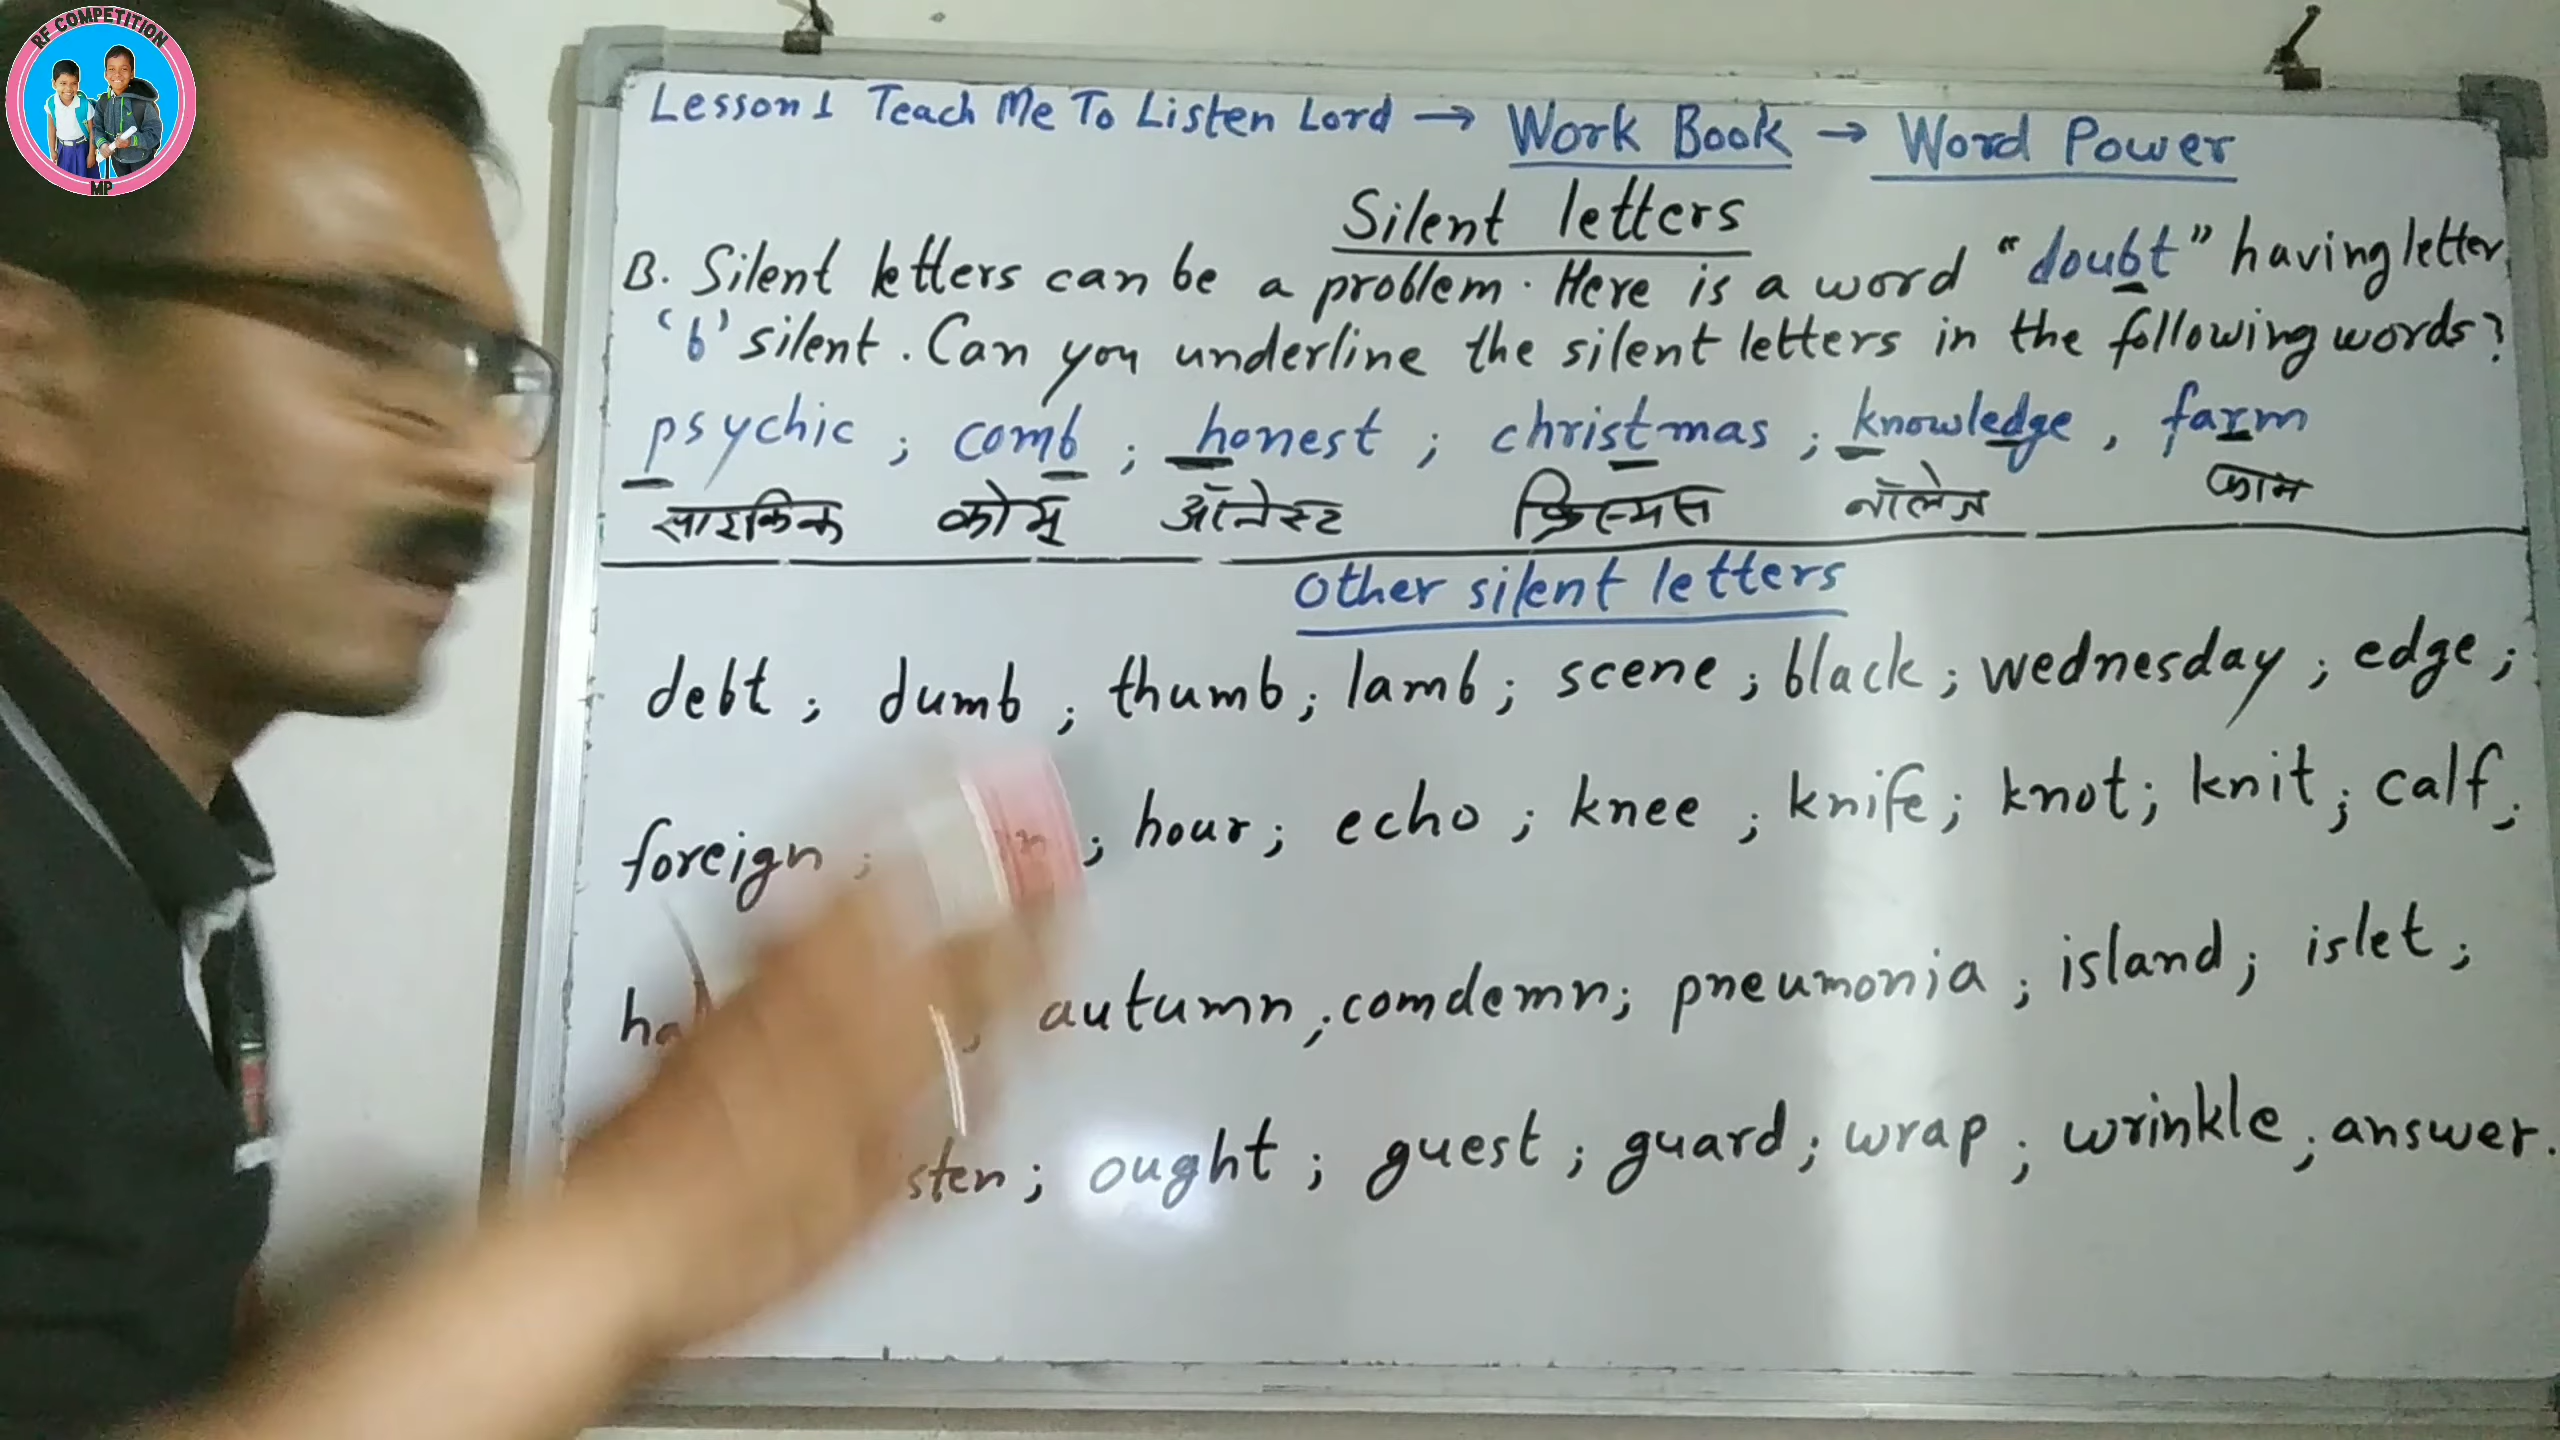 RF COMPETITION
MP
Lesson 1 Teach Me To Listen Lord → Work Book → Word Power
Silent letters
B. Silent letters can be a problem. Here is a word "doubt" having letter
'b' silent. Can you underline the silent letters in the following words?
psychic ; comb ; honest ; christmas ; knowledge , farm
साइकिक कोम् ऑनेस्ट क्रिस्मस नॉलेज फाम
Other silent letters
debt ; dumb ; thumb ; lamb ; scene ; black ; wednesday ; edge ;
foreign ; ; hour ; echo ; knee ; knife ; knot ; knit ; calf ;
autumn ; comdemn ; pneumonia ; island ; islet ;
sten ; ought ; guest ; guard ; wrap ; wrinkle ; answer .